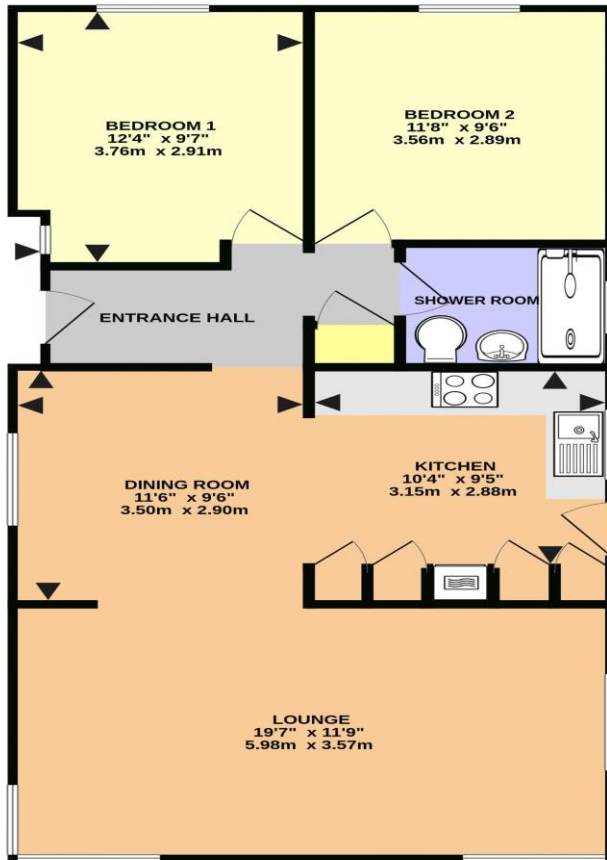 BEDROOM 1
12'4" x 9'7"
3.76m x 2.91m
BEDROOM 2
11'8" x 9'6"
3.56m x 2.89m
SHOWER ROOM
ENTRANCE HALL
DINING ROOM
11'6" x 9'6"
3.50m x 2.90m
KITCHEN
10'4" x 9'5"
3.15m x 2.88m
LOUNGE
19'7" x 11'9"
5.98m x 3.57m